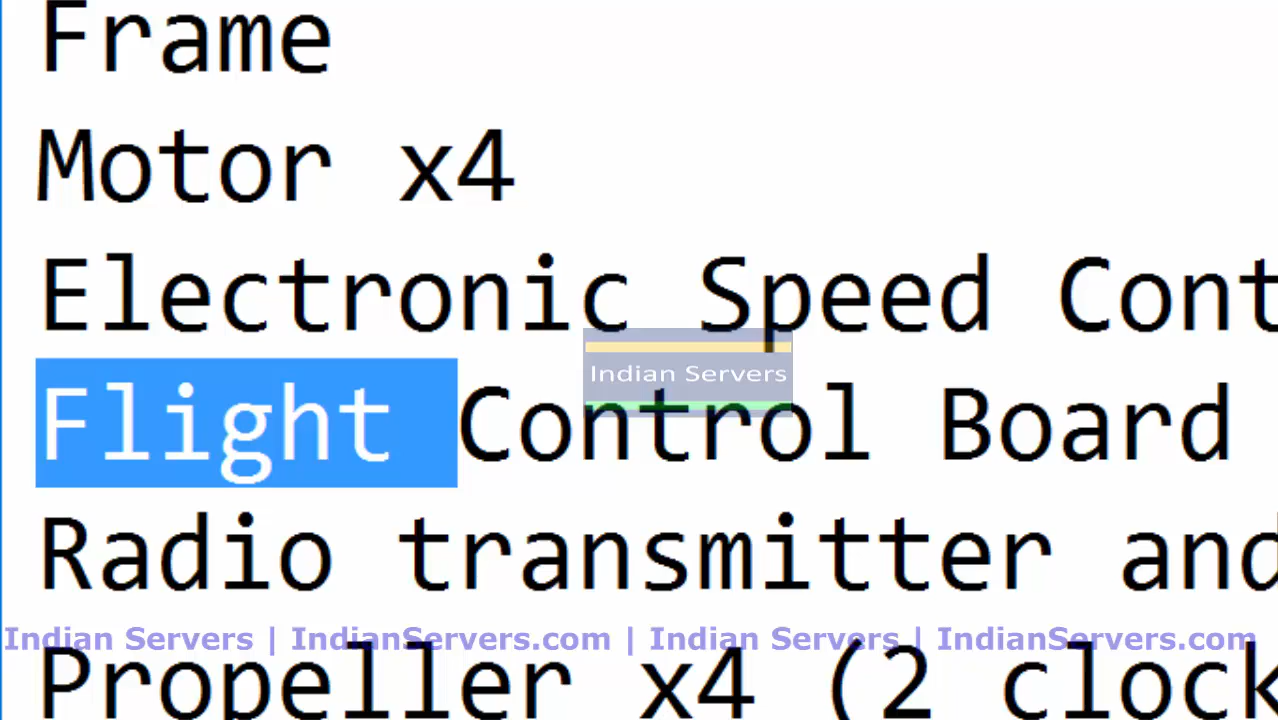 Frame
Motor x4
Electronic Speed Cont
Indian Servers
Flight Control Board
Radio transmitter and
Indian Servers | IndianServers.com | Indian Servers | IndianServers.com
Propeller x4 (2 clock